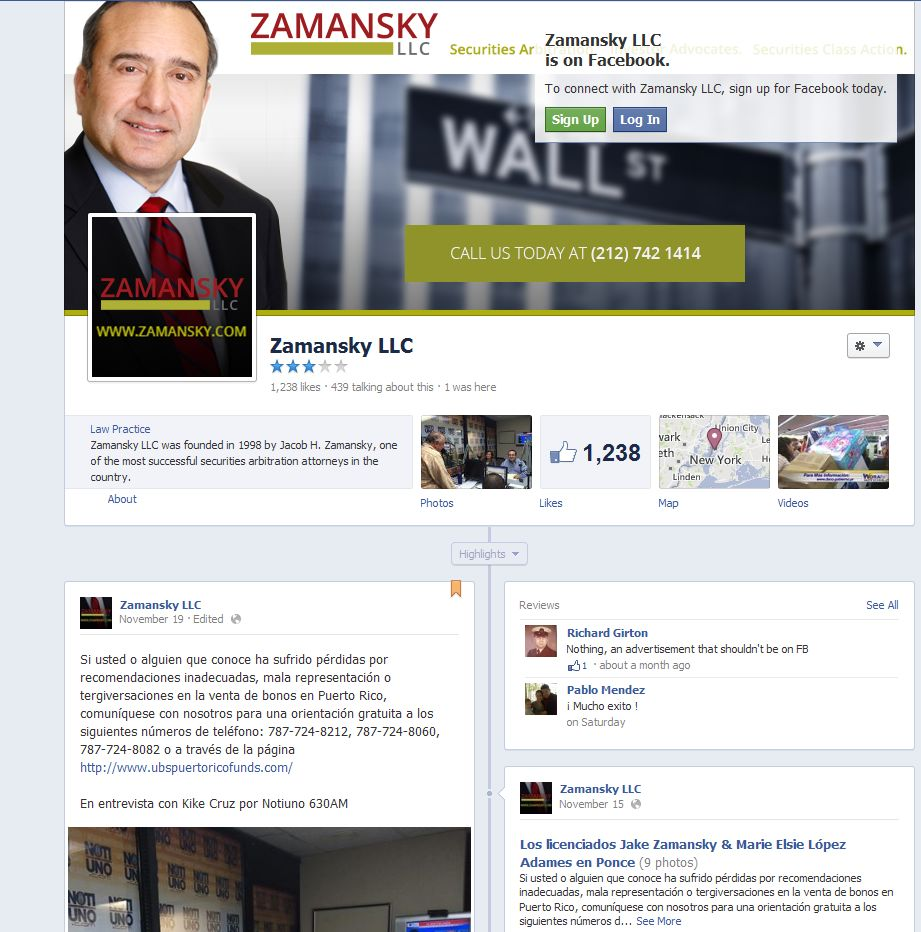 ZAMANSKY
LLC
Securities Arbitration. Investor Advocates. Securities Class Action.
Zamansky LLC
is on Facebook.
To connect with Zamansky LLC, sign up for Facebook today.
Sign Up Log In
WALL ST
CALL US TODAY AT (212) 742 1414
ZAMANSKY
LLC
WWW.ZAMANSKY.COM
Zamansky LLC
1,238 likes · 439 talking about this · 1 was here
Law Practice
Zamansky LLC was founded in 1998 by Jacob H. Zamansky, one
of the most successful securities arbitration attorneys in the
country.
About
Photos
1,238
Likes
Union City
New York
Linden
Map
Videos
Highlights
Zamansky LLC
November 19 · Edited
Si usted o alguien que conoce ha sufrido pérdidas por
recomendaciones inadecuadas, mala representación o
tergiversaciones en la venta de bonos en Puerto Rico,
comuníquese con nosotros para una orientación gratuita a los
siguientes números de teléfono: 787-724-8212, 787-724-8060,
787-724-8082 o a través de la página
http://www.ubspuertoricofunds.com/
En entrevista con Kike Cruz por Notiuno 630AM
NOTI
UNO
Reviews See All
Richard Girton
Nothing, an advertisement that shouldn't be on FB
1 · about a month ago
Pablo Mendez
¡ Mucho exito !
on Saturday
Zamansky LLC
November 15
Los licenciados Jake Zamansky & Marie Elsie López
Adames en Ponce (9 photos)
Si usted o alguien que conoce ha sufrido pérdidas por recomendaciones
inadecuadas, mala representación o tergiversaciones en la venta de bonos en
Puerto Rico, comuníquese con nosotros para una orientación gratuita a los
siguientes números d... See More